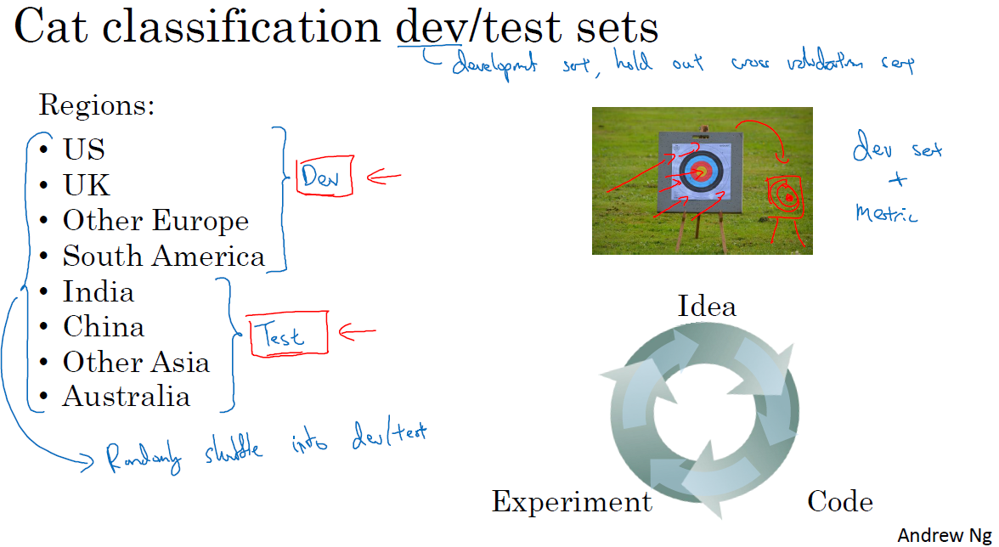 Cat classification dev/test sets
development set, hold out cross validation set
Regions:
• US
• UK
• Other Europe
• South America
• India
• China
• Other Asia
• Australia
Dev
Test
Randomly shuffle into dev/test
dev set
+
metric
Idea
Experiment
Code
Andrew Ng